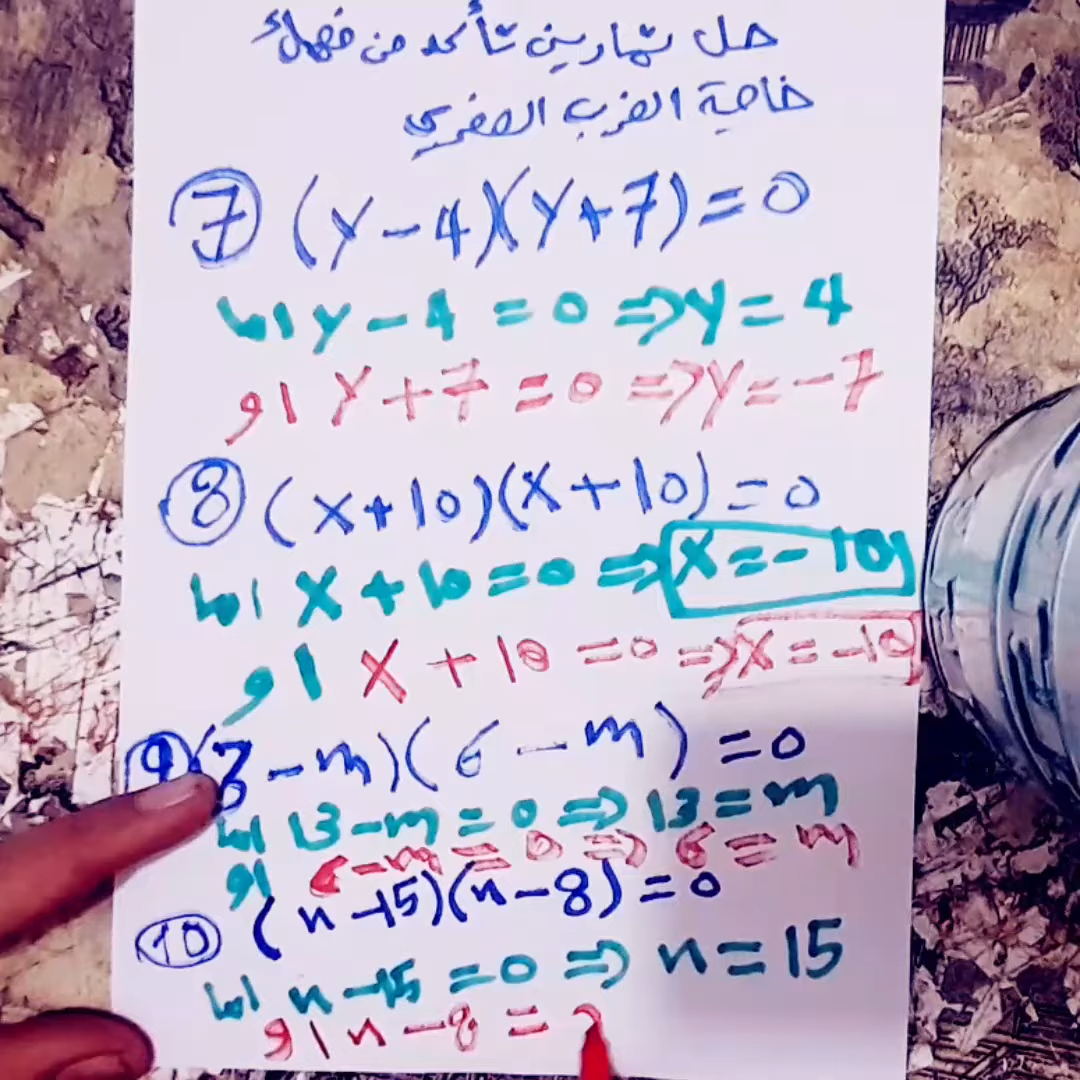 حل تمارين تأكد من فهمك
خاصية الضرب الصفري
7 (y-4)(y+7)=0
اما y-4=0⇒y=4
او y+7=0⇒y=-7
8 (x+10)(x+10)=0
اما x+10=0⇒x=-10
او x+10=0⇒x=-10
9 (3-m)(6-m)=0
اما 13-m=0⇒13=m
او 6-m=0⇒6=m
10 (n-15)(n-8)=0
اما n-15=0⇒n=15
او n-8=